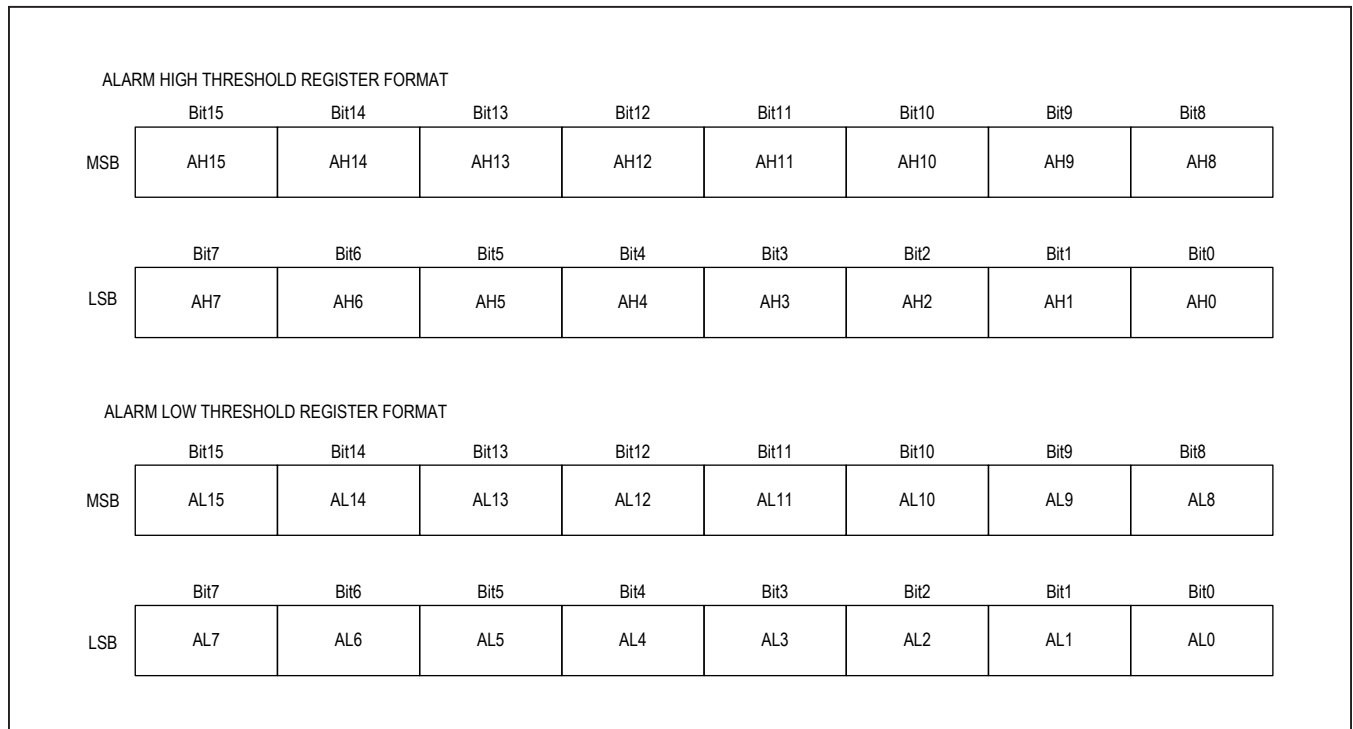 ALARM HIGH THRESHOLD REGISTER FORMAT
Bit15 Bit14 Bit13 Bit12 Bit11 Bit10 Bit9 Bit8
MSB AH15 AH14 AH13 AH12 AH11 AH10 AH9 AH8
Bit7 Bit6 Bit5 Bit4 Bit3 Bit2 Bit1 Bit0
LSB AH7 AH6 AH5 AH4 AH3 AH2 AH1 AH0
ALARM LOW THRESHOLD REGISTER FORMAT
Bit15 Bit14 Bit13 Bit12 Bit11 Bit10 Bit9 Bit8
MSB AL15 AL14 AL13 AL12 AL11 AL10 AL9 AL8
Bit7 Bit6 Bit5 Bit4 Bit3 Bit2 Bit1 Bit0
LSB AL7 AL6 AL5 AL4 AL3 AL2 AL1 AL0